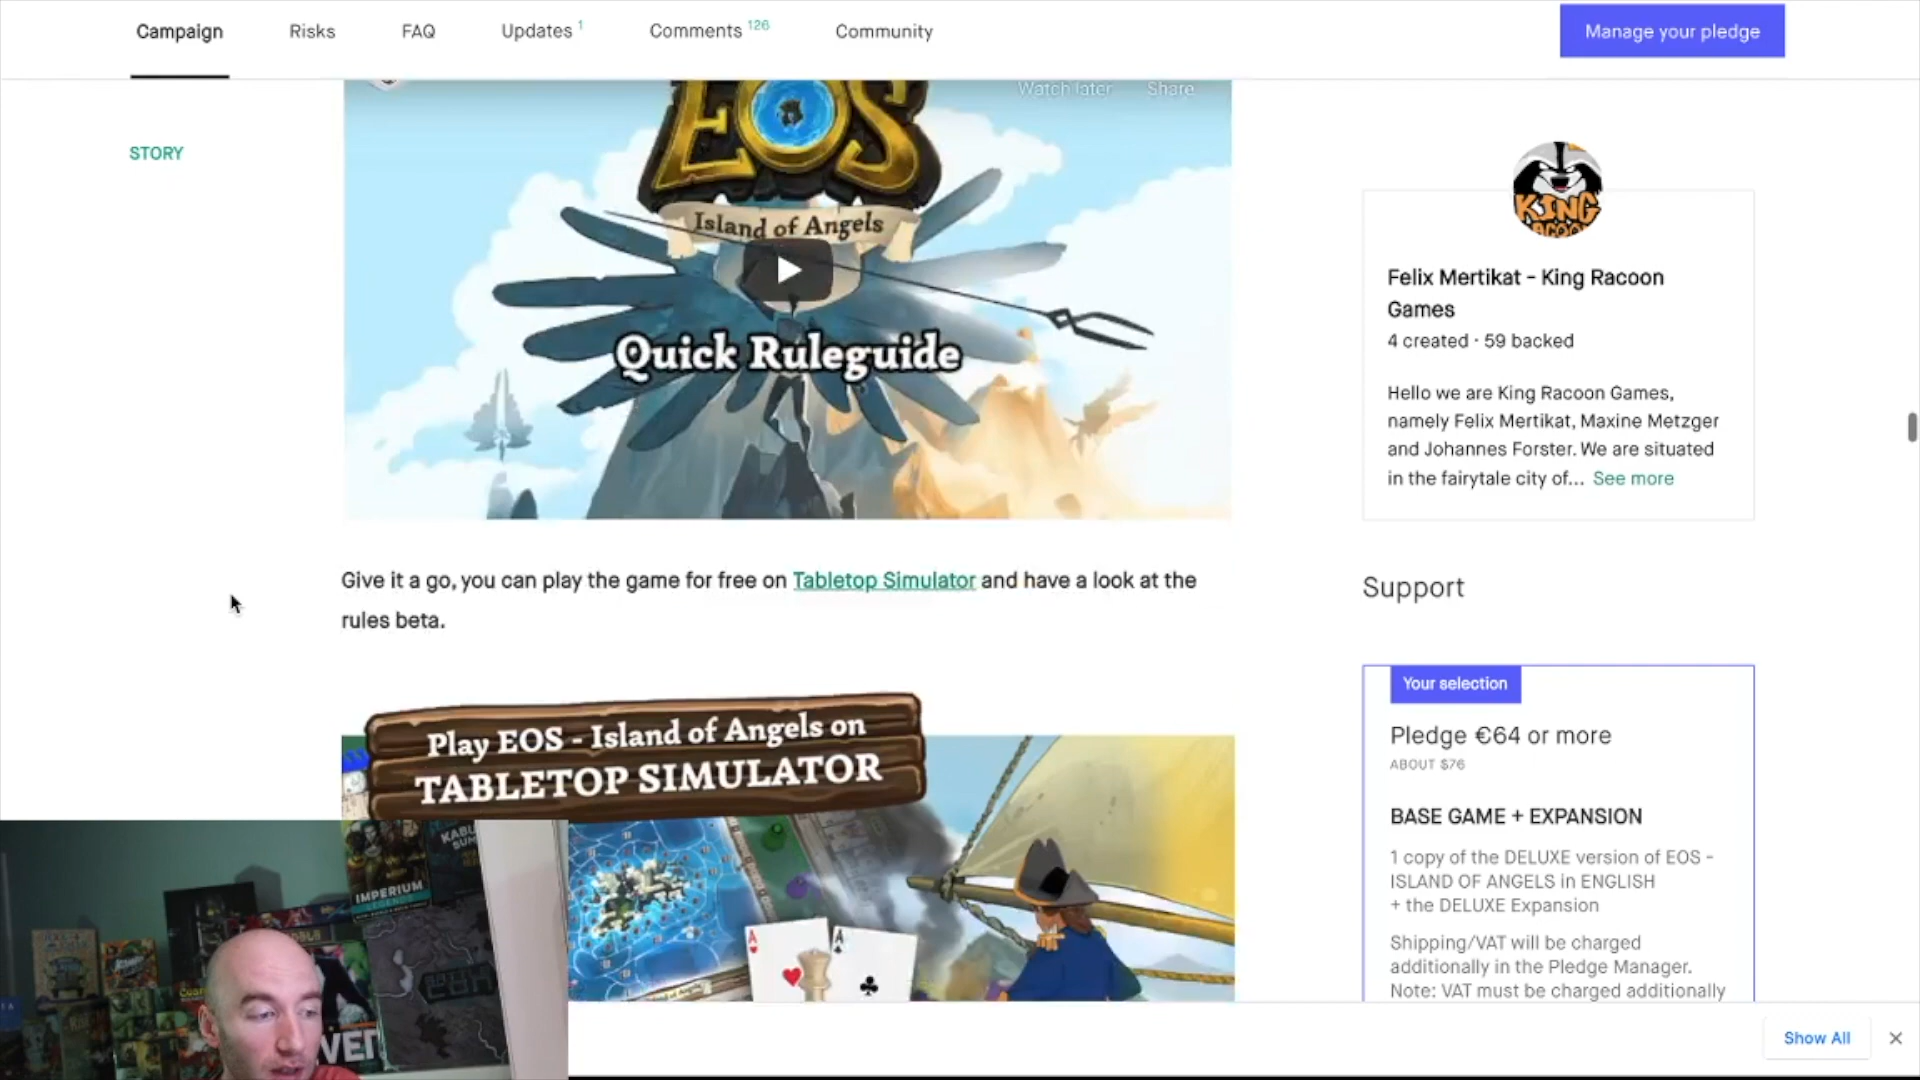 Campaign
Risks
FAQ
Updates 1
Comments 126
Community
Manage your pledge
STORY
Watch later
Share
EOS
Island of Angels
Quick Ruleguide
Give it a go, you can play the game for free on Tabletop Simulator and have a look at the
rules beta.
Play EOS - Island of Angels on
TABLETOP SIMULATOR
A
A
IMPERIUM
LEGENDS
KING
RACOON
Felix Mertikat - King Racoon
Games
4 created · 59 backed
Hello we are King Racoon Games,
namely Felix Mertikat, Maxine Metzger
and Johannes Forster. We are situated
in the fairytale city of... See more
Support
Your selection
Pledge €64 or more
ABOUT $76
BASE GAME + EXPANSION
1 copy of the DELUXE version of EOS -
ISLAND OF ANGELS in ENGLISH
+ the DELUXE Expansion
Shipping/VAT will be charged
additionally in the Pledge Manager.
Note: VAT must be charged additionally
Show All